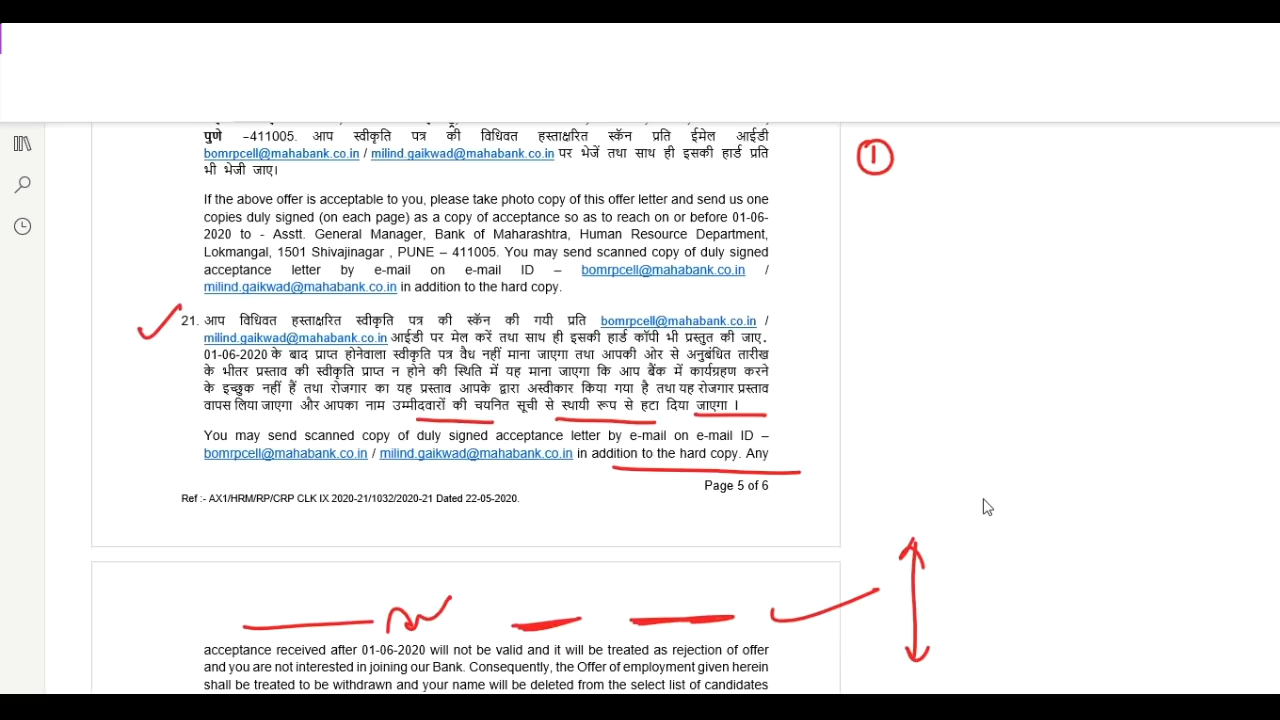 पुणे –411005. आप स्वीकृति पत्र की विधिवत हस्ताक्षरित स्कॅन प्रति ईमेल आईडी
bomrpcell@mahabank.co.in / milind.gaikwad@mahabank.co.in पर भेजें तथा साथ ही इसकी हार्ड प्रति
भी भेजी जाए।
If the above offer is acceptable to you, please take photo copy of this offer letter and send us one
copies duly signed (on each page) as a copy of acceptance so as to reach on or before 01-06-
2020 to - Asstt. General Manager, Bank of Maharashtra, Human Resource Department,
Lokmangal, 1501 Shivajinagar , PUNE – 411005. You may send scanned copy of duly signed
acceptance letter by e-mail on e-mail ID – bomrpcell@mahabank.co.in /
milind.gaikwad@mahabank.co.in in addition to the hard copy.
21. आप विधिवत हस्ताक्षरित स्वीकृति पत्र की स्कॅन की गयी प्रति bomrpcell@mahabank.co.in /
milind.gaikwad@mahabank.co.in आईडी पर मेल करें तथा साथ ही इसकी हार्ड कॉपी भी प्रस्तुत की जाए.
01-06-2020 के बाद प्राप्त होनेवाला स्वीकृति पत्र वैध नहीं माना जाएगा तथा आपकी ओर से अनुबंधित तारीख
के भीतर प्रस्ताव की स्वीकृति प्राप्त न होने की स्थिति में यह माना जाएगा कि आप बैंक में कार्यग्रहण करने
के इच्छुक नहीं हैं तथा रोजगार का यह प्रस्ताव आपके द्वारा अस्वीकार किया गया है तथा यह रोजगार प्रस्ताव
वापस लिया जाएगा और आपका नाम उम्मीदवारों की चयनित सूची से स्थायी रूप से हटा दिया जाएगा ।
You may send scanned copy of duly signed acceptance letter by e-mail on e-mail ID –
bomrpcell@mahabank.co.in / milind.gaikwad@mahabank.co.in in addition to the hard copy. Any
Page 5 of 6
Ref :- AX1/HRM/RP/CRP CLK IX 2020-21/1032/2020-21 Dated 22-05-2020.
acceptance received after 01-06-2020 will not be valid and it will be treated as rejection of offer
and you are not interested in joining our Bank. Consequently, the Offer of employment given herein
shall be treated to be withdrawn and your name will be deleted from the select list of candidates
1